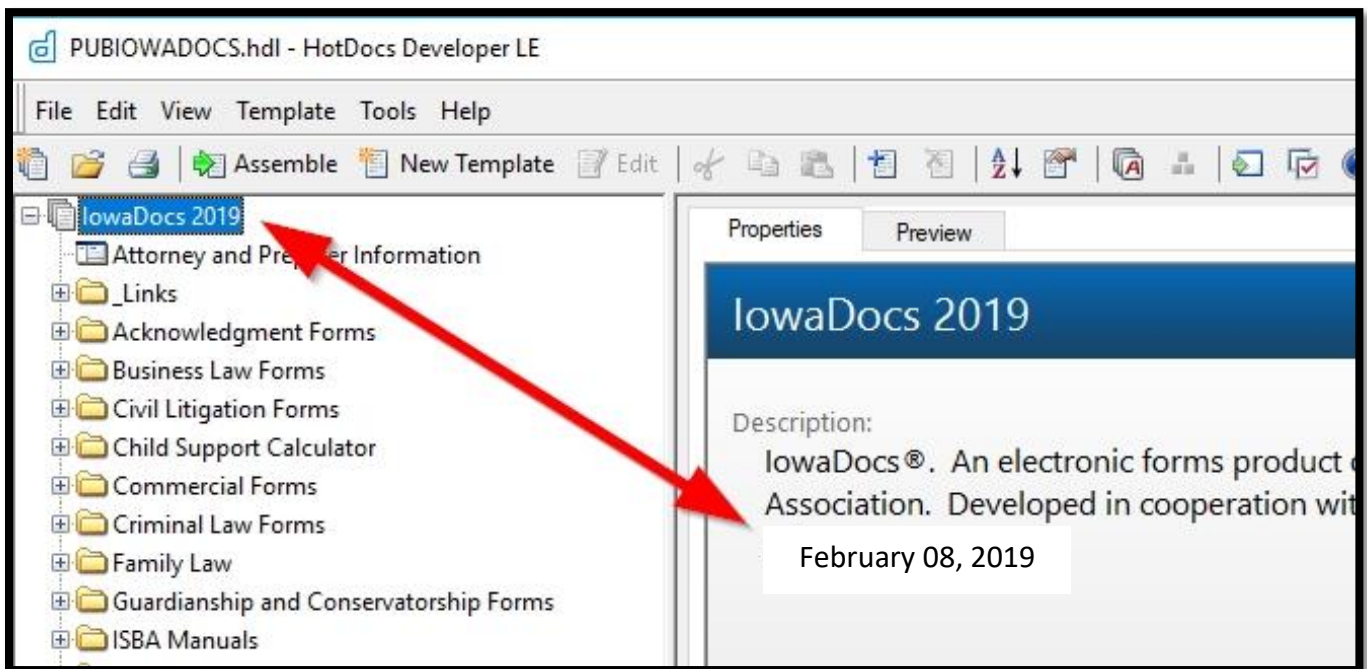 PUBIOWADOCS.hdl - HotDocs Developer LE
File Edit View Template Tools Help
Assemble New Template Edit
IowaDocs 2019
Attorney and Preparer Information
_Links
Acknowledgment Forms
Business Law Forms
Civil Litigation Forms
Child Support Calculator
Commercial Forms
Criminal Law Forms
Family Law
Guardianship and Conservatorship Forms
ISBA Manuals
Properties Preview
IowaDocs 2019
Description:
IowaDocs®. An electronic forms product
Association. Developed in cooperation wit
February 08, 2019